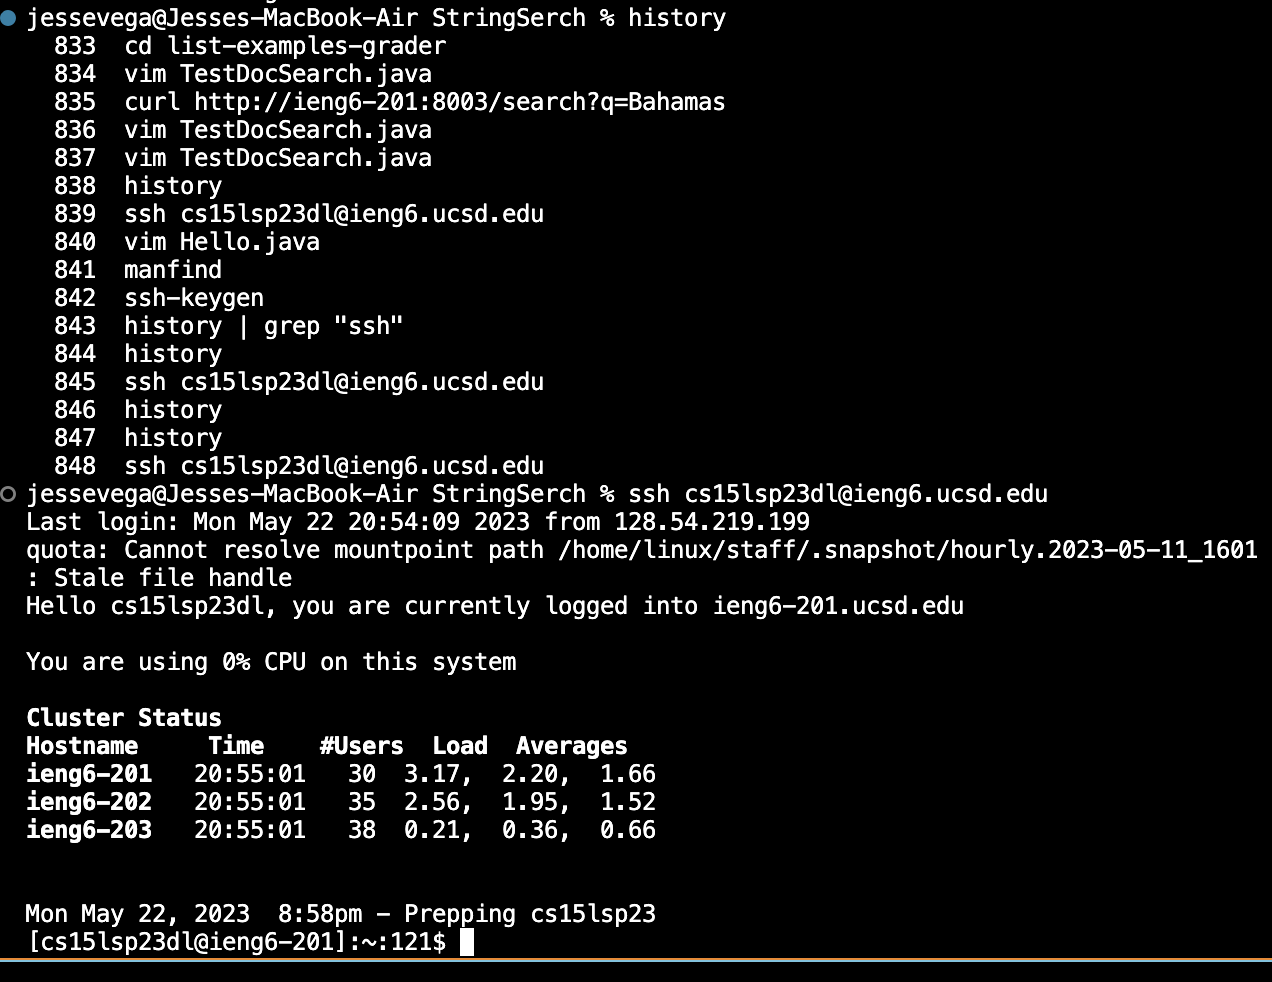 jessevega@Jesses-MacBook-Air StringSerch % history
833 cd list-examples-grader
834 vim TestDocSearch.java
835 curl http://ieng6-201:8003/search?q=Bahamas
836 vim TestDocSearch.java
837 vim TestDocSearch.java
838 history
839 ssh cs15lsp23dl@ieng6.ucsd.edu
840 vim Hello.java
841 manfind
842 ssh-keygen
843 history | grep "ssh"
844 history
845 ssh cs15lsp23dl@ieng6.ucsd.edu
846 history
847 history
848 ssh cs15lsp23dl@ieng6.ucsd.edu
jessevega@Jesses-MacBook-Air StringSerch % ssh cs15lsp23dl@ieng6.ucsd.edu
Last login: Mon May 22 20:54:09 2023 from 128.54.219.199
quota: Cannot resolve mountpoint path /home/linux/staff/.snapshot/hourly.2023-05-11_1601
: Stale file handle
Hello cs15lsp23dl, you are currently logged into ieng6-201.ucsd.edu
You are using 0% CPU on this system
Cluster Status
Hostname Time #Users Load Averages
ieng6-201 20:55:01 30 3.17, 2.20, 1.66
ieng6-202 20:55:01 35 2.56, 1.95, 1.52
ieng6-203 20:55:01 38 0.21, 0.36, 0.66
Mon May 22, 2023 8:58pm - Prepping cs15lsp23
[cs15lsp23dl@ieng6-201]:~:121$